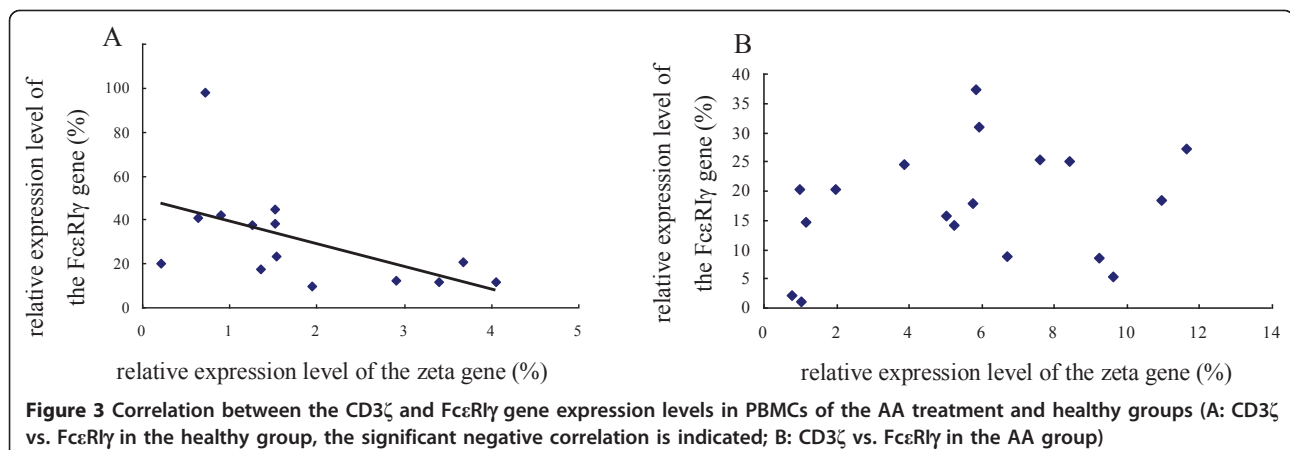 A
relative expression level of
the FcεRIγ gene (%)
100
80
60
40
20
0
0 1 2 3 4 5
relative expression level of the zeta gene (%)
B
relative expression level of
the FcεRIγ gene (%)
40
35
30
25
20
15
10
5
0
0 2 4 6 8 10 12 14
relative expression level of the zeta gene (%)
Figure 3 Correlation between the CD3ζ and FcεRIγ gene expression levels in PBMCs of the AA treatment and healthy groups (A: CD3ζ
vs. FcεRIγ in the healthy group, the significant negative correlation is indicated; B: CD3ζ vs. FcεRIγ in the AA group)